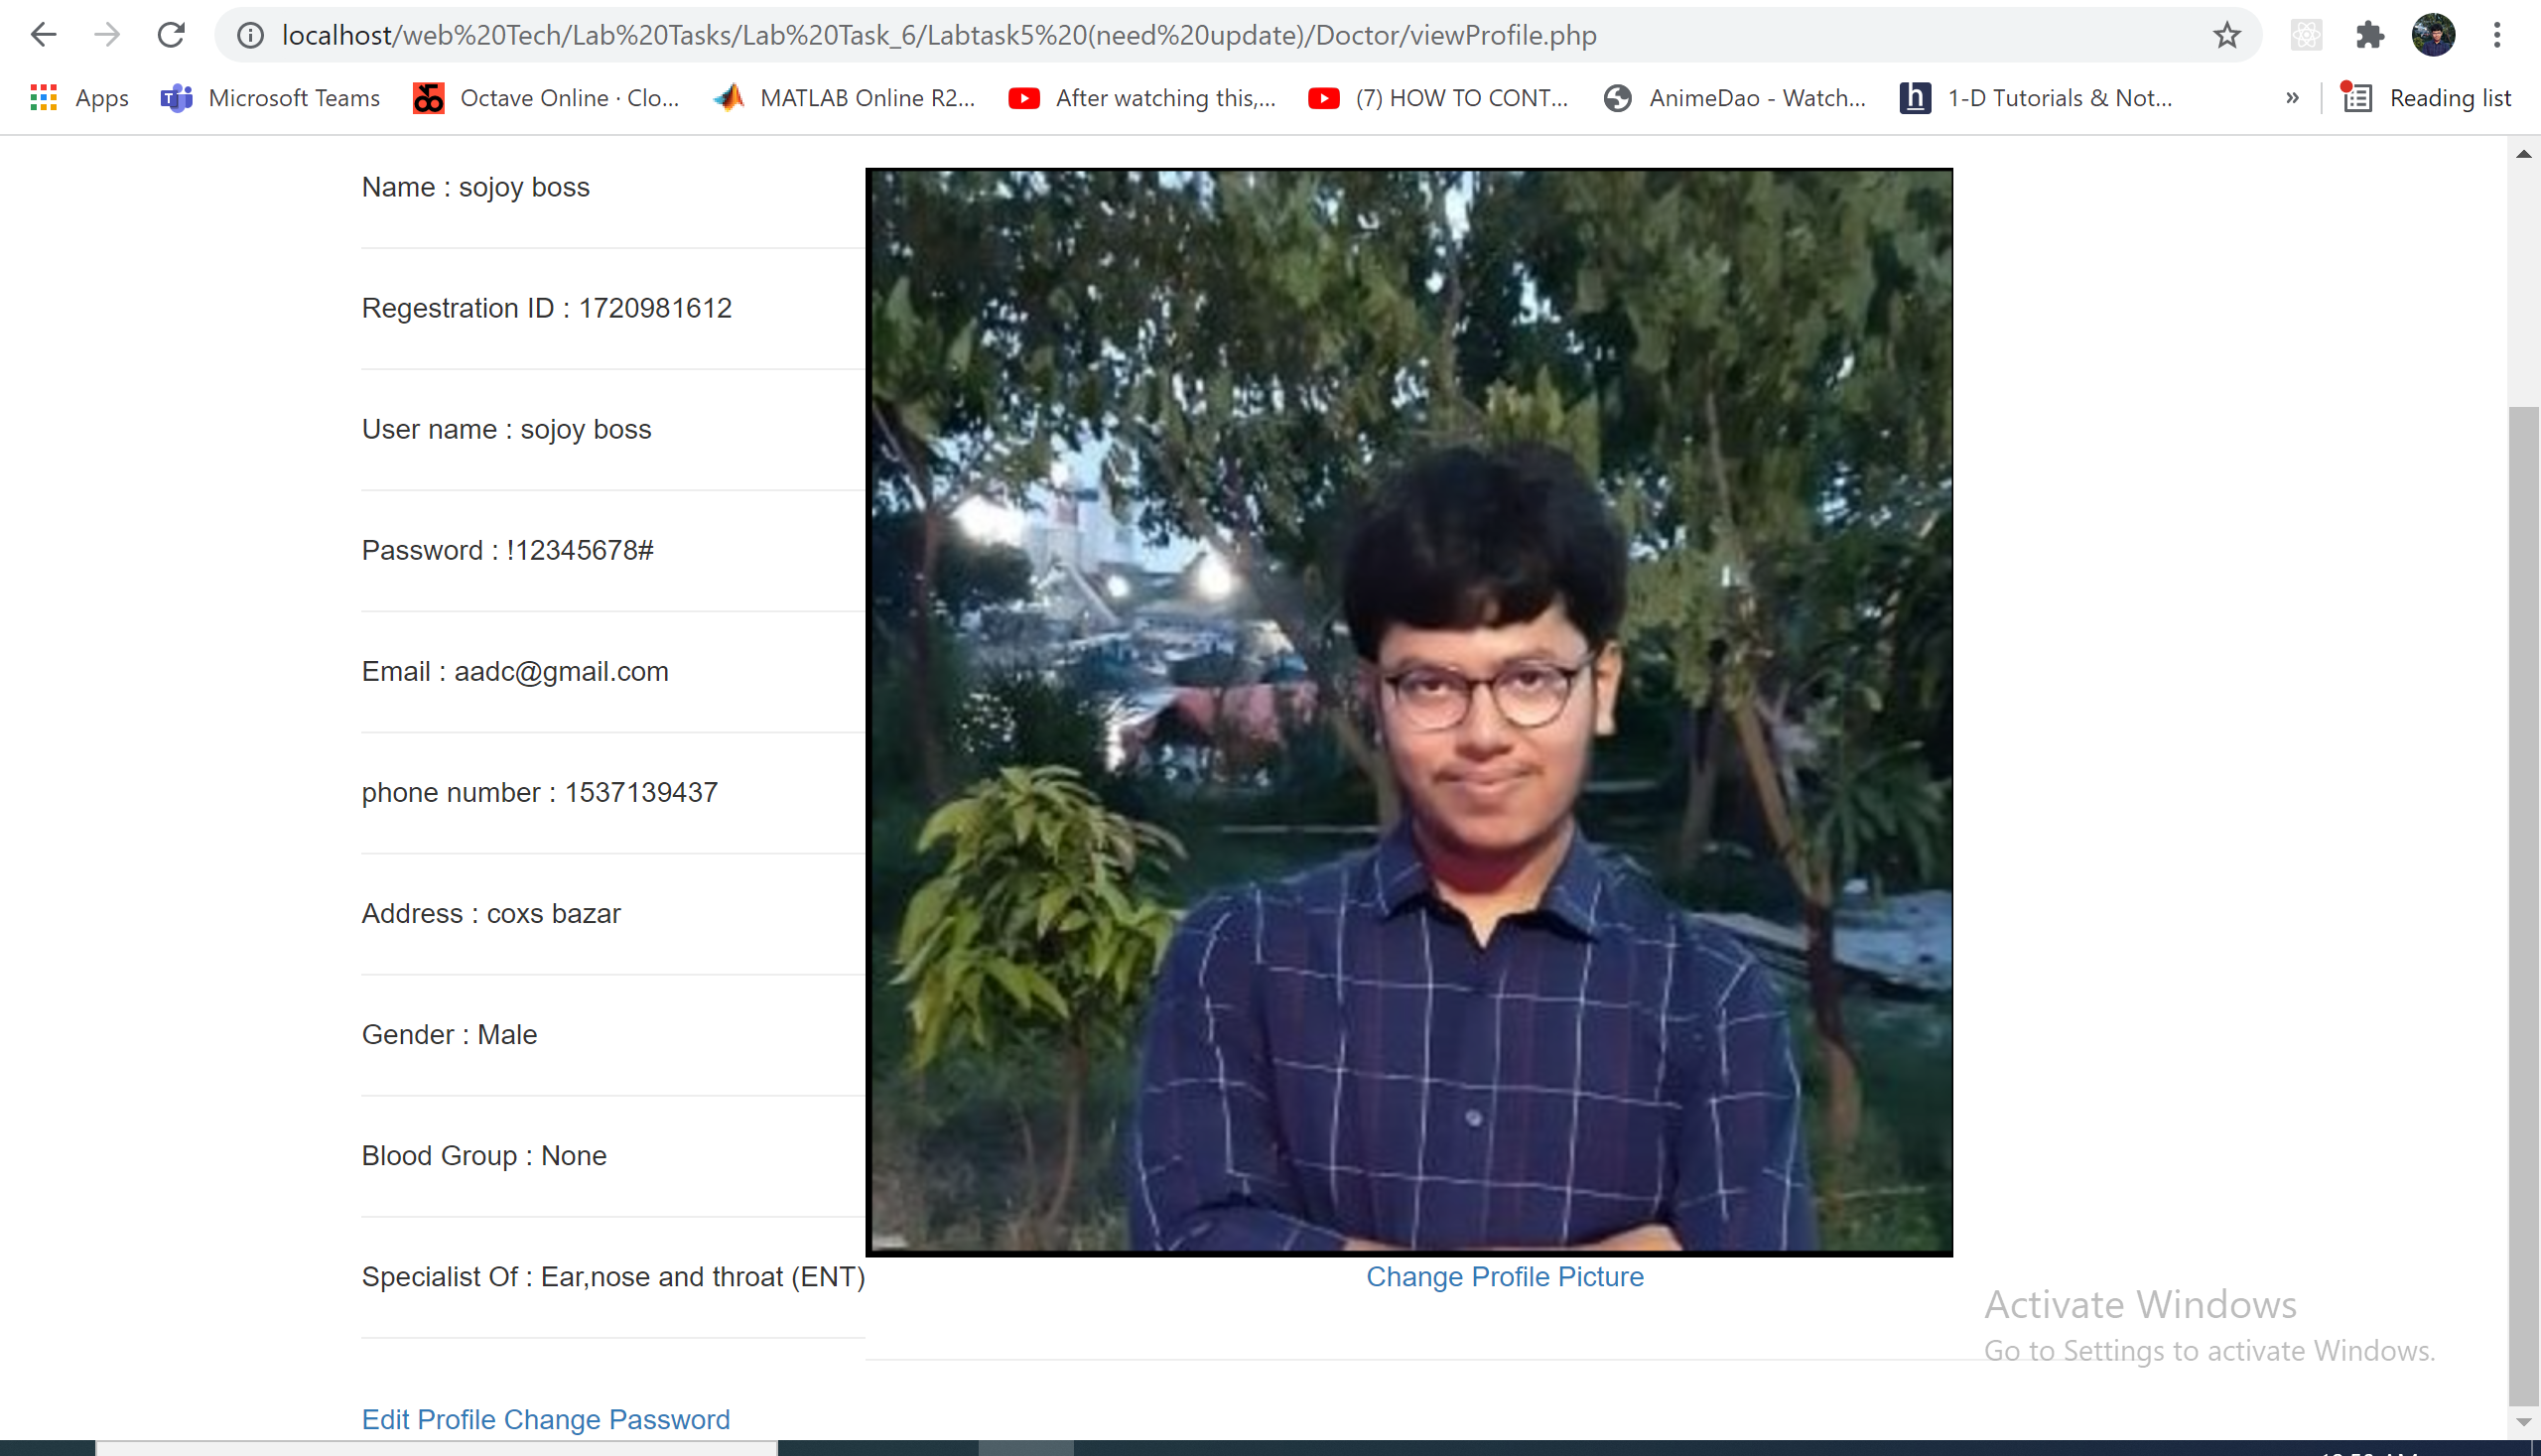 localhost/web%20Tech/Lab%20Tasks/Lab%20Task_6/Labtask5%20(need%20update)/Doctor/viewProfile.php
Apps Microsoft Teams Octave Online · Clo... MATLAB Online R2... After watching this,... (7) HOW TO CONT... AnimeDao - Watch... h 1-D Tutorials & Not... » Reading list
Name : sojoy boss
Regestration ID : 1720981612
User name : sojoy boss
Password : !12345678#
Email : aadc@gmail.com
phone number : 1537139437
Address : coxs bazar
Gender : Male
Blood Group : None
Specialist Of : Ear,nose and throat (ENT)
Change Profile Picture
Edit Profile Change Password
Activate Windows
Go to Settings to activate Windows.